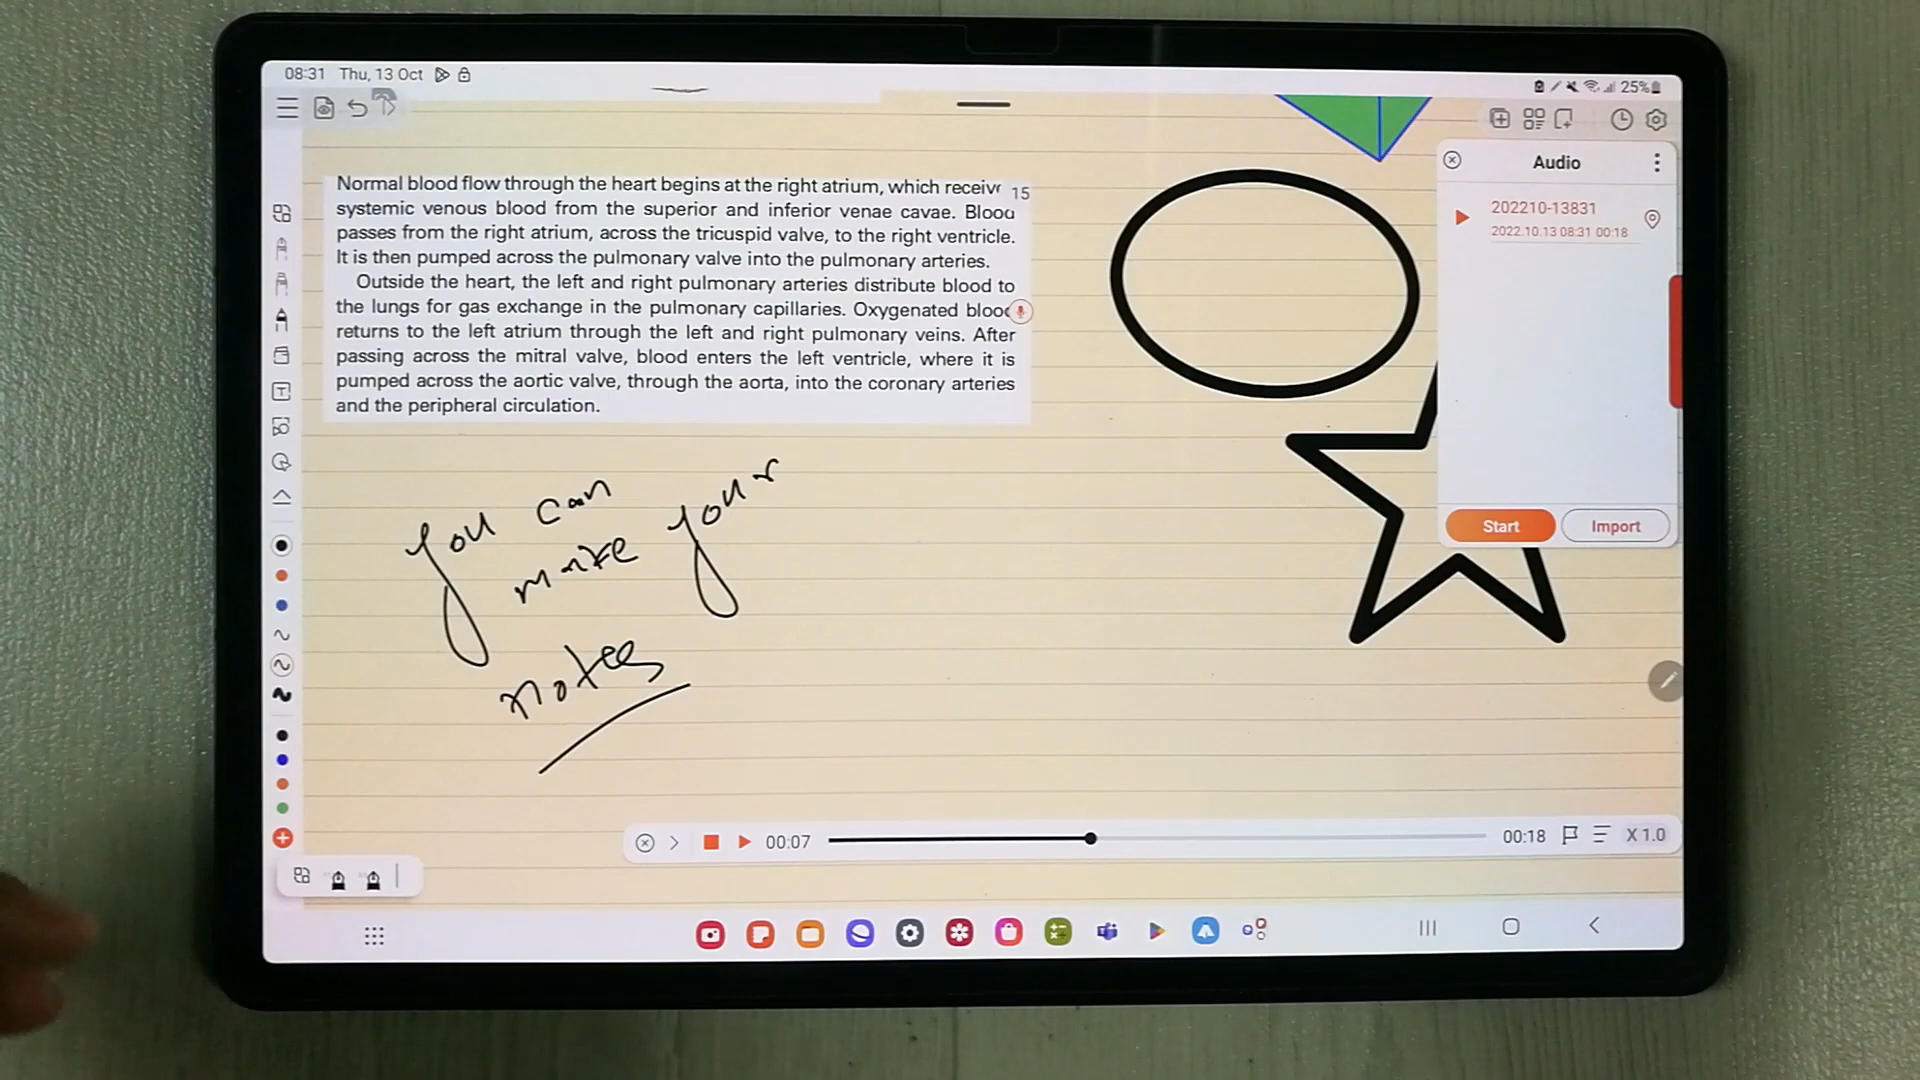 08:31 Thu, 13 Oct
25%
Normal blood flow through the heart begins at the right atrium, which receiv
15
systemic venous blood from the superior and inferior venae cavae. Blood
passes from the right atrium, across the tricuspid valve, to the right ventricle.
It is then pumped across the pulmonary valve into the pulmonary arteries.
Outside the heart, the left and right pulmonary arteries distribute blood to
the lungs for gas exchange in the pulmonary capillaries. Oxygenated blood
returns to the left atrium through the left and right pulmonary veins. After
passing across the mitral valve, blood enters the left ventricle, where it is
pumped across the aortic valve, through the aorta, into the coronary arteries
and the peripheral circulation.
Audio
202210-13831
2022.10.13 08:31 00:18
Start Import
You can
make your
notes
00:07 00:18 X 1.0